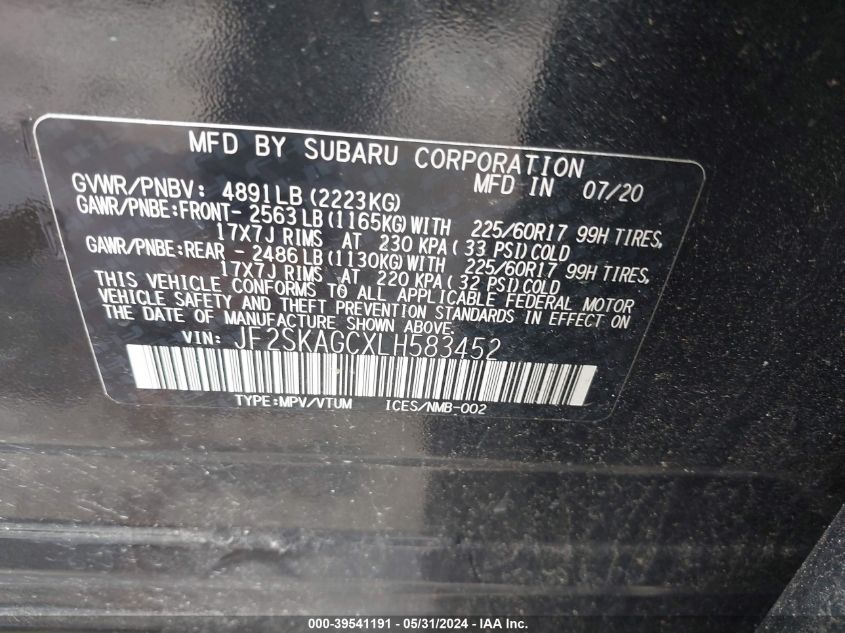 MFD BY SUBARU CORPORATION
MFD IN 07/20
GVWR/PNBV: 4891LB (2223KG)
GAWR/PNBE:FRONT- 2563 LB (1165KG) WITH 225/60R17 99H TIRES,
17X7J RIMS AT 230 KPA ( 33 PSI) COLD
GAWR/PNBE:REAR - 2486 LB (1130KG) WITH 225/60R17 99H TIRES,
17X7J RIMS AT 220 KPA ( 32 PSI) COLD
THIS VEHICLE CONFORMS TO ALL APPLICABLE FEDERAL MOTOR
VEHICLE SAFETY AND THEFT PREVENTION STANDARDS IN EFFECT ON
THE DATE OF MANUFACTURE SHOWN ABOVE.
VIN: JF2SKAGCXLH583452
TYPE:MPV/VTUM ICES/NMB-002
000-39541191 - 05/31/2024 - IAA Inc.